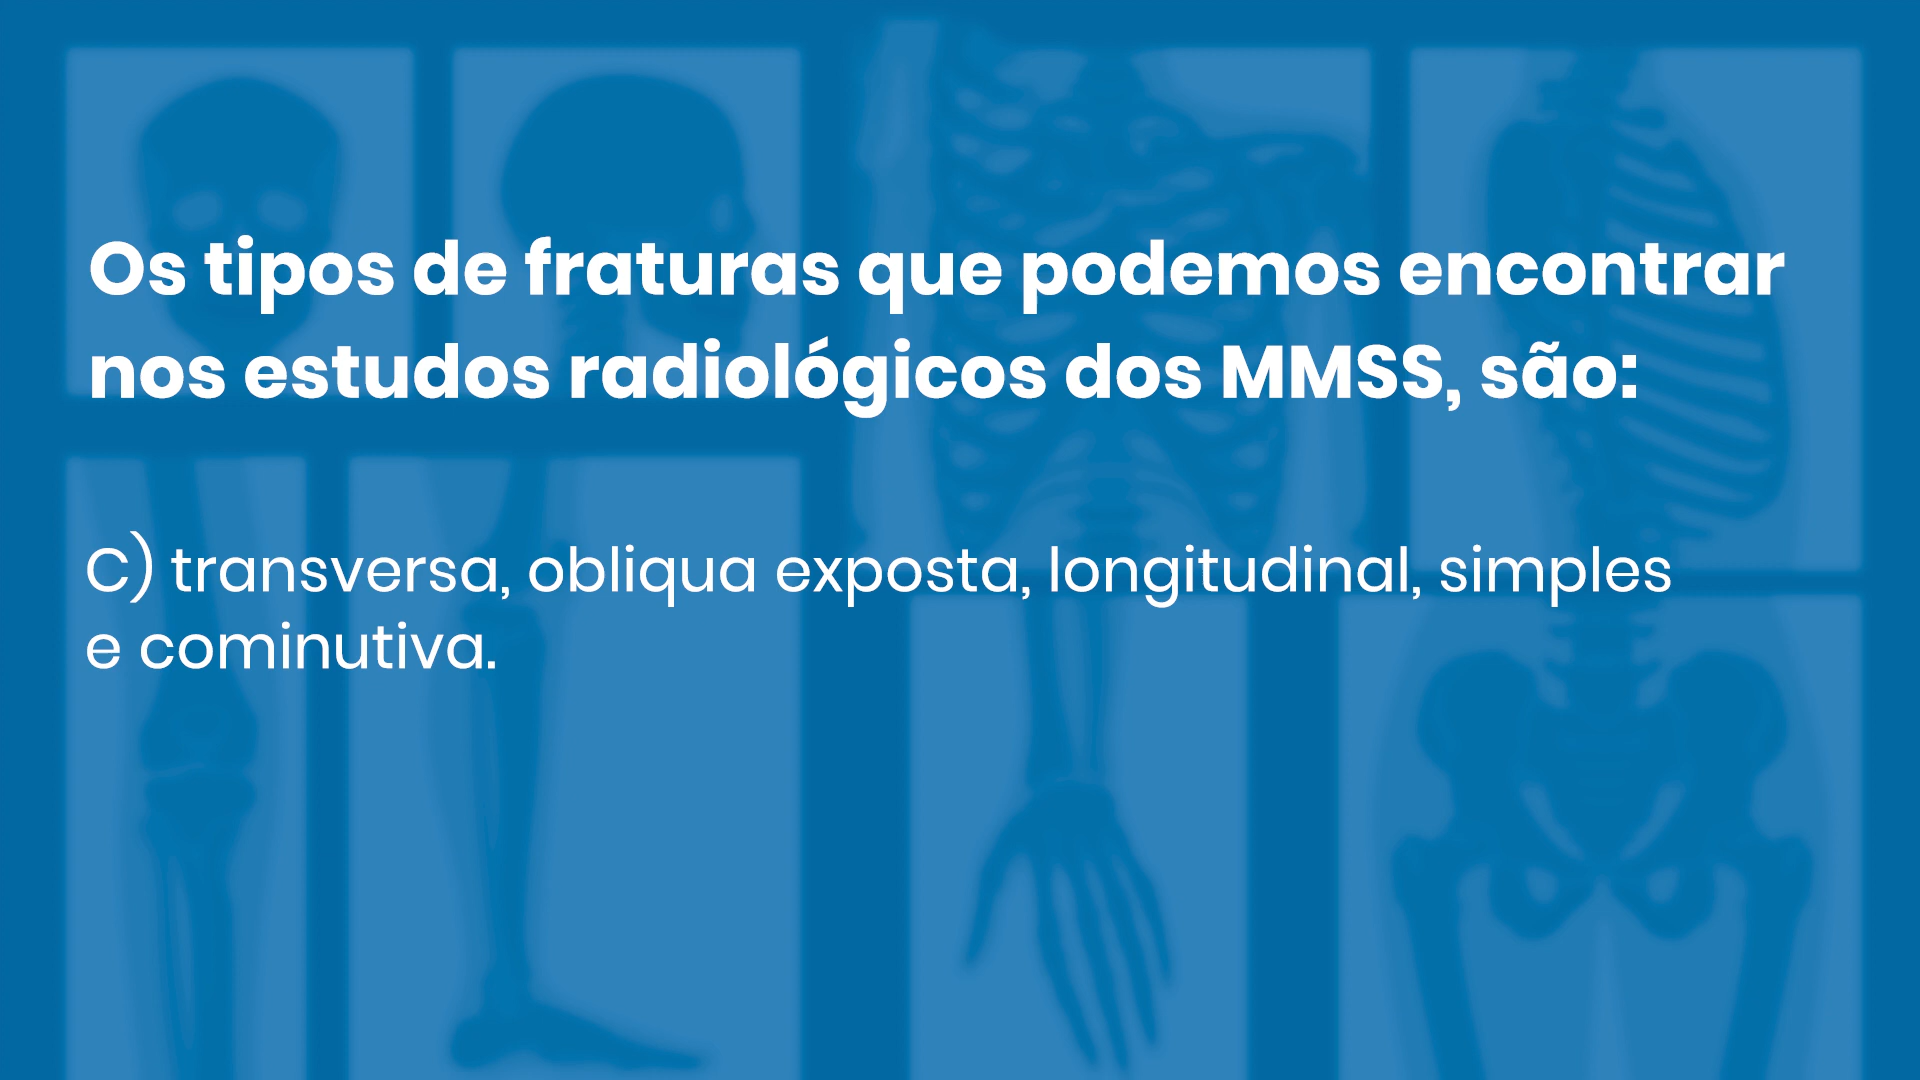 Os tipos de fraturas que podemos encontrar
nos estudos radiológicos dos MMSS, são:
C) transversa, obliqua exposta, longitudinal, simples
e cominutiva.